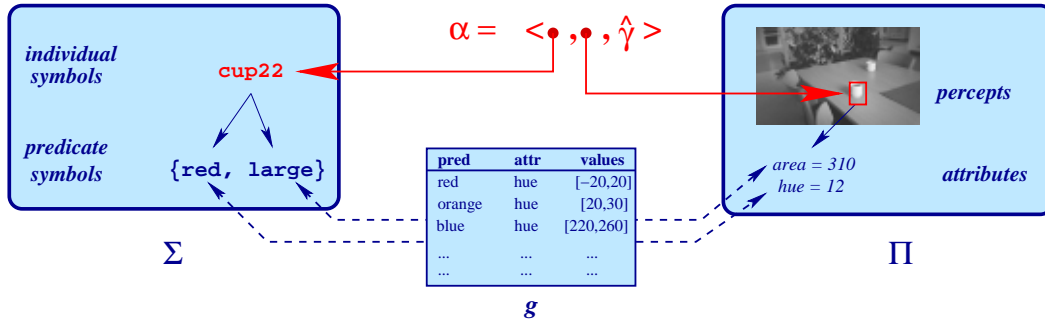 α = < , , γ̂ >
individual symbols
cup22
predicate symbols
{red, large}
Σ
pred attr values
red hue [−20,20]
orange hue [20,30]
blue hue [220,260]
... ... ...
... ... ...
g
percepts
area = 310
hue = 12
attributes
Π